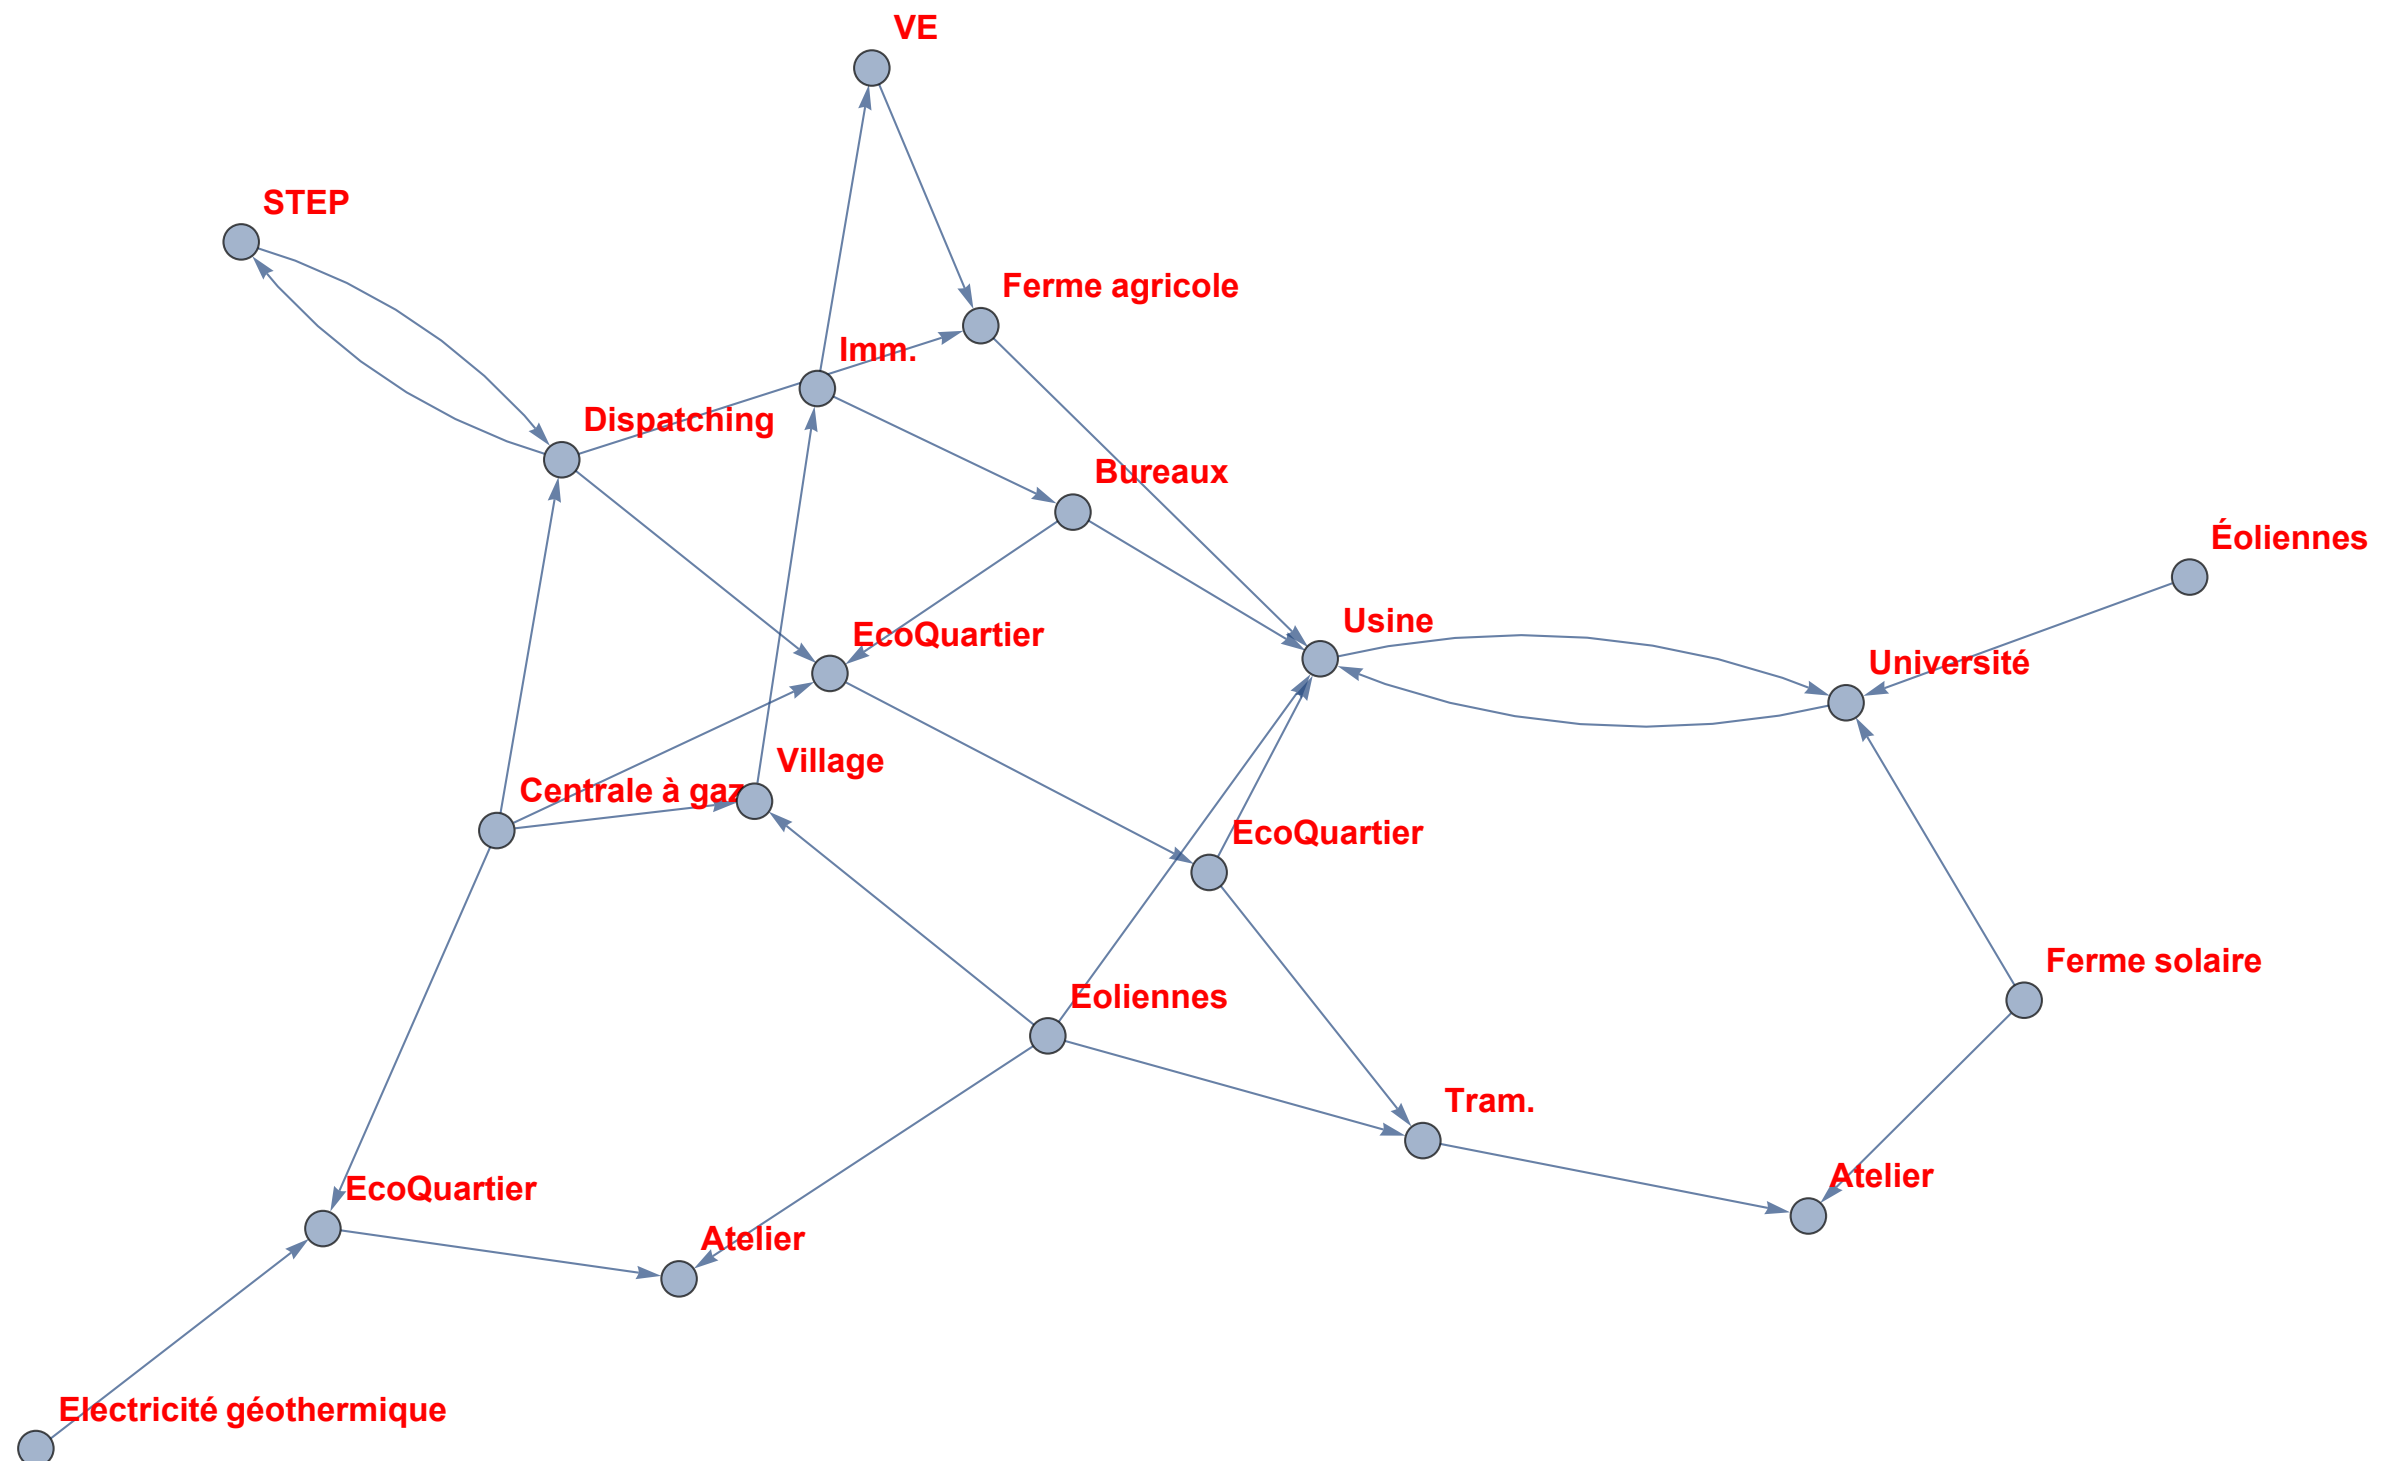 VE
STEP
Ferme agricole
Imm.
Dispatching
Bureaux
Éoliennes
Usine
EcoQuartier
Université
Village
Centrale à gaz
EcoQuartier
Ferme solaire
Eoliennes
Tram.
Atelier
EcoQuartier
Atelier
Electricité géothermique